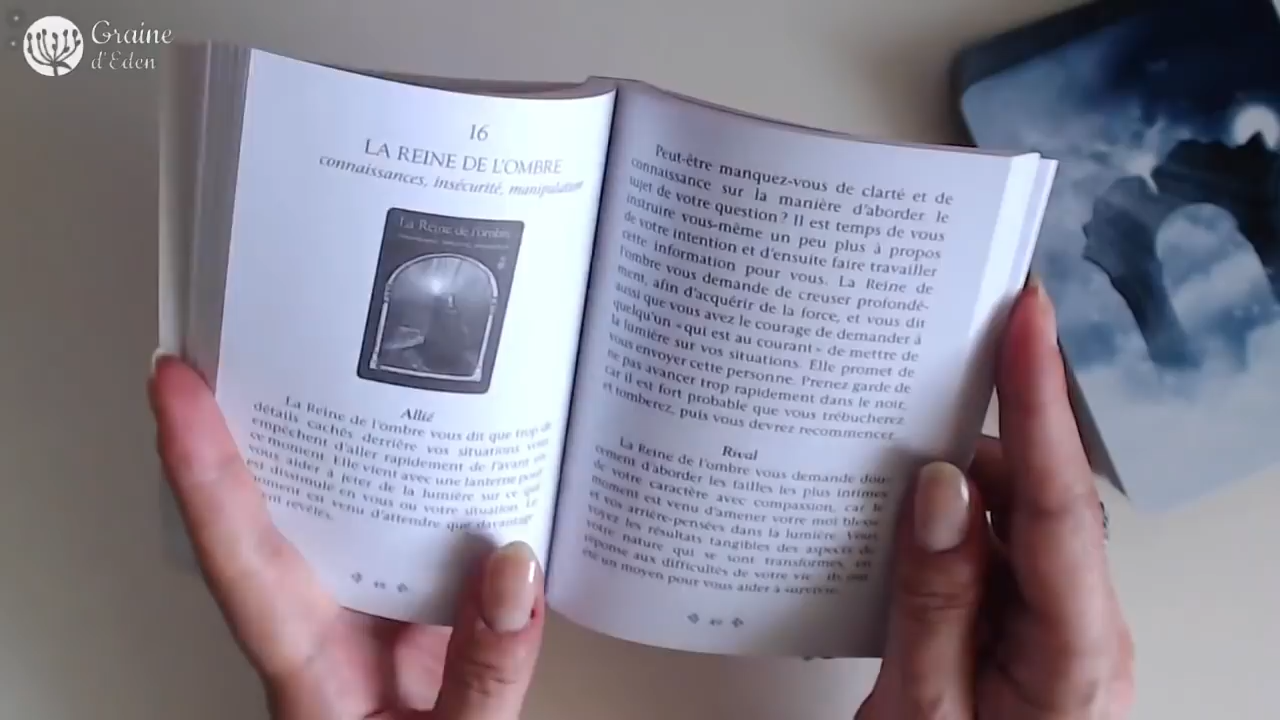 Graine
d'Eden
16
LA REINE DE L'OMBRE
connaissances, insécurité, manipulation
La Reine de l'ombre
Allié
La Reine de l'ombre vous dit que trop de
détails cachés derrière vos situations vous
empêchent d'aller rapidement de l'avant en
ce moment. Elle vient avec une lanterne pour
vous aider à jeter de la lumière sur ce qui
est dissimulé en vous ou votre situation. Le
moment est venu d'attendre que davantage
révélés.
Peut-être manquez-vous de clarté et de
connaissance sur la manière d'aborder le
sujet de votre question ? Il est temps de vous
instruire vous-même un peu plus à propos
de votre intention et d'ensuite faire travailler
cette information pour vous. La Reine de
l'ombre vous demande de creuser profondé-
ment, afin d'acquérir de la force, et vous dit
aussi que vous avez le courage de demander à
quelqu'un « qui est au courant » de mettre de
la lumière sur vos situations. Elle promet de
vous envoyer cette personne. Prenez garde de
ne pas avancer trop rapidement dans le noir,
car il est fort probable que vous trébucherez
et tomberez, puis vous devrez recommencer.
Rival
La Reine de l'ombre vous demande dou-
cement d'aborder les failles les plus intimes
de votre caractère avec compassion, car le
moment est venu d'amener votre moi blessé
et vos arrière-pensées dans la lumière. Vous
voyez les résultats tangibles des aspects de
votre nature qui se sont transformés, en
réponse aux difficultés de votre vie – ils ont
été un moyen pour vous aider à survivre.